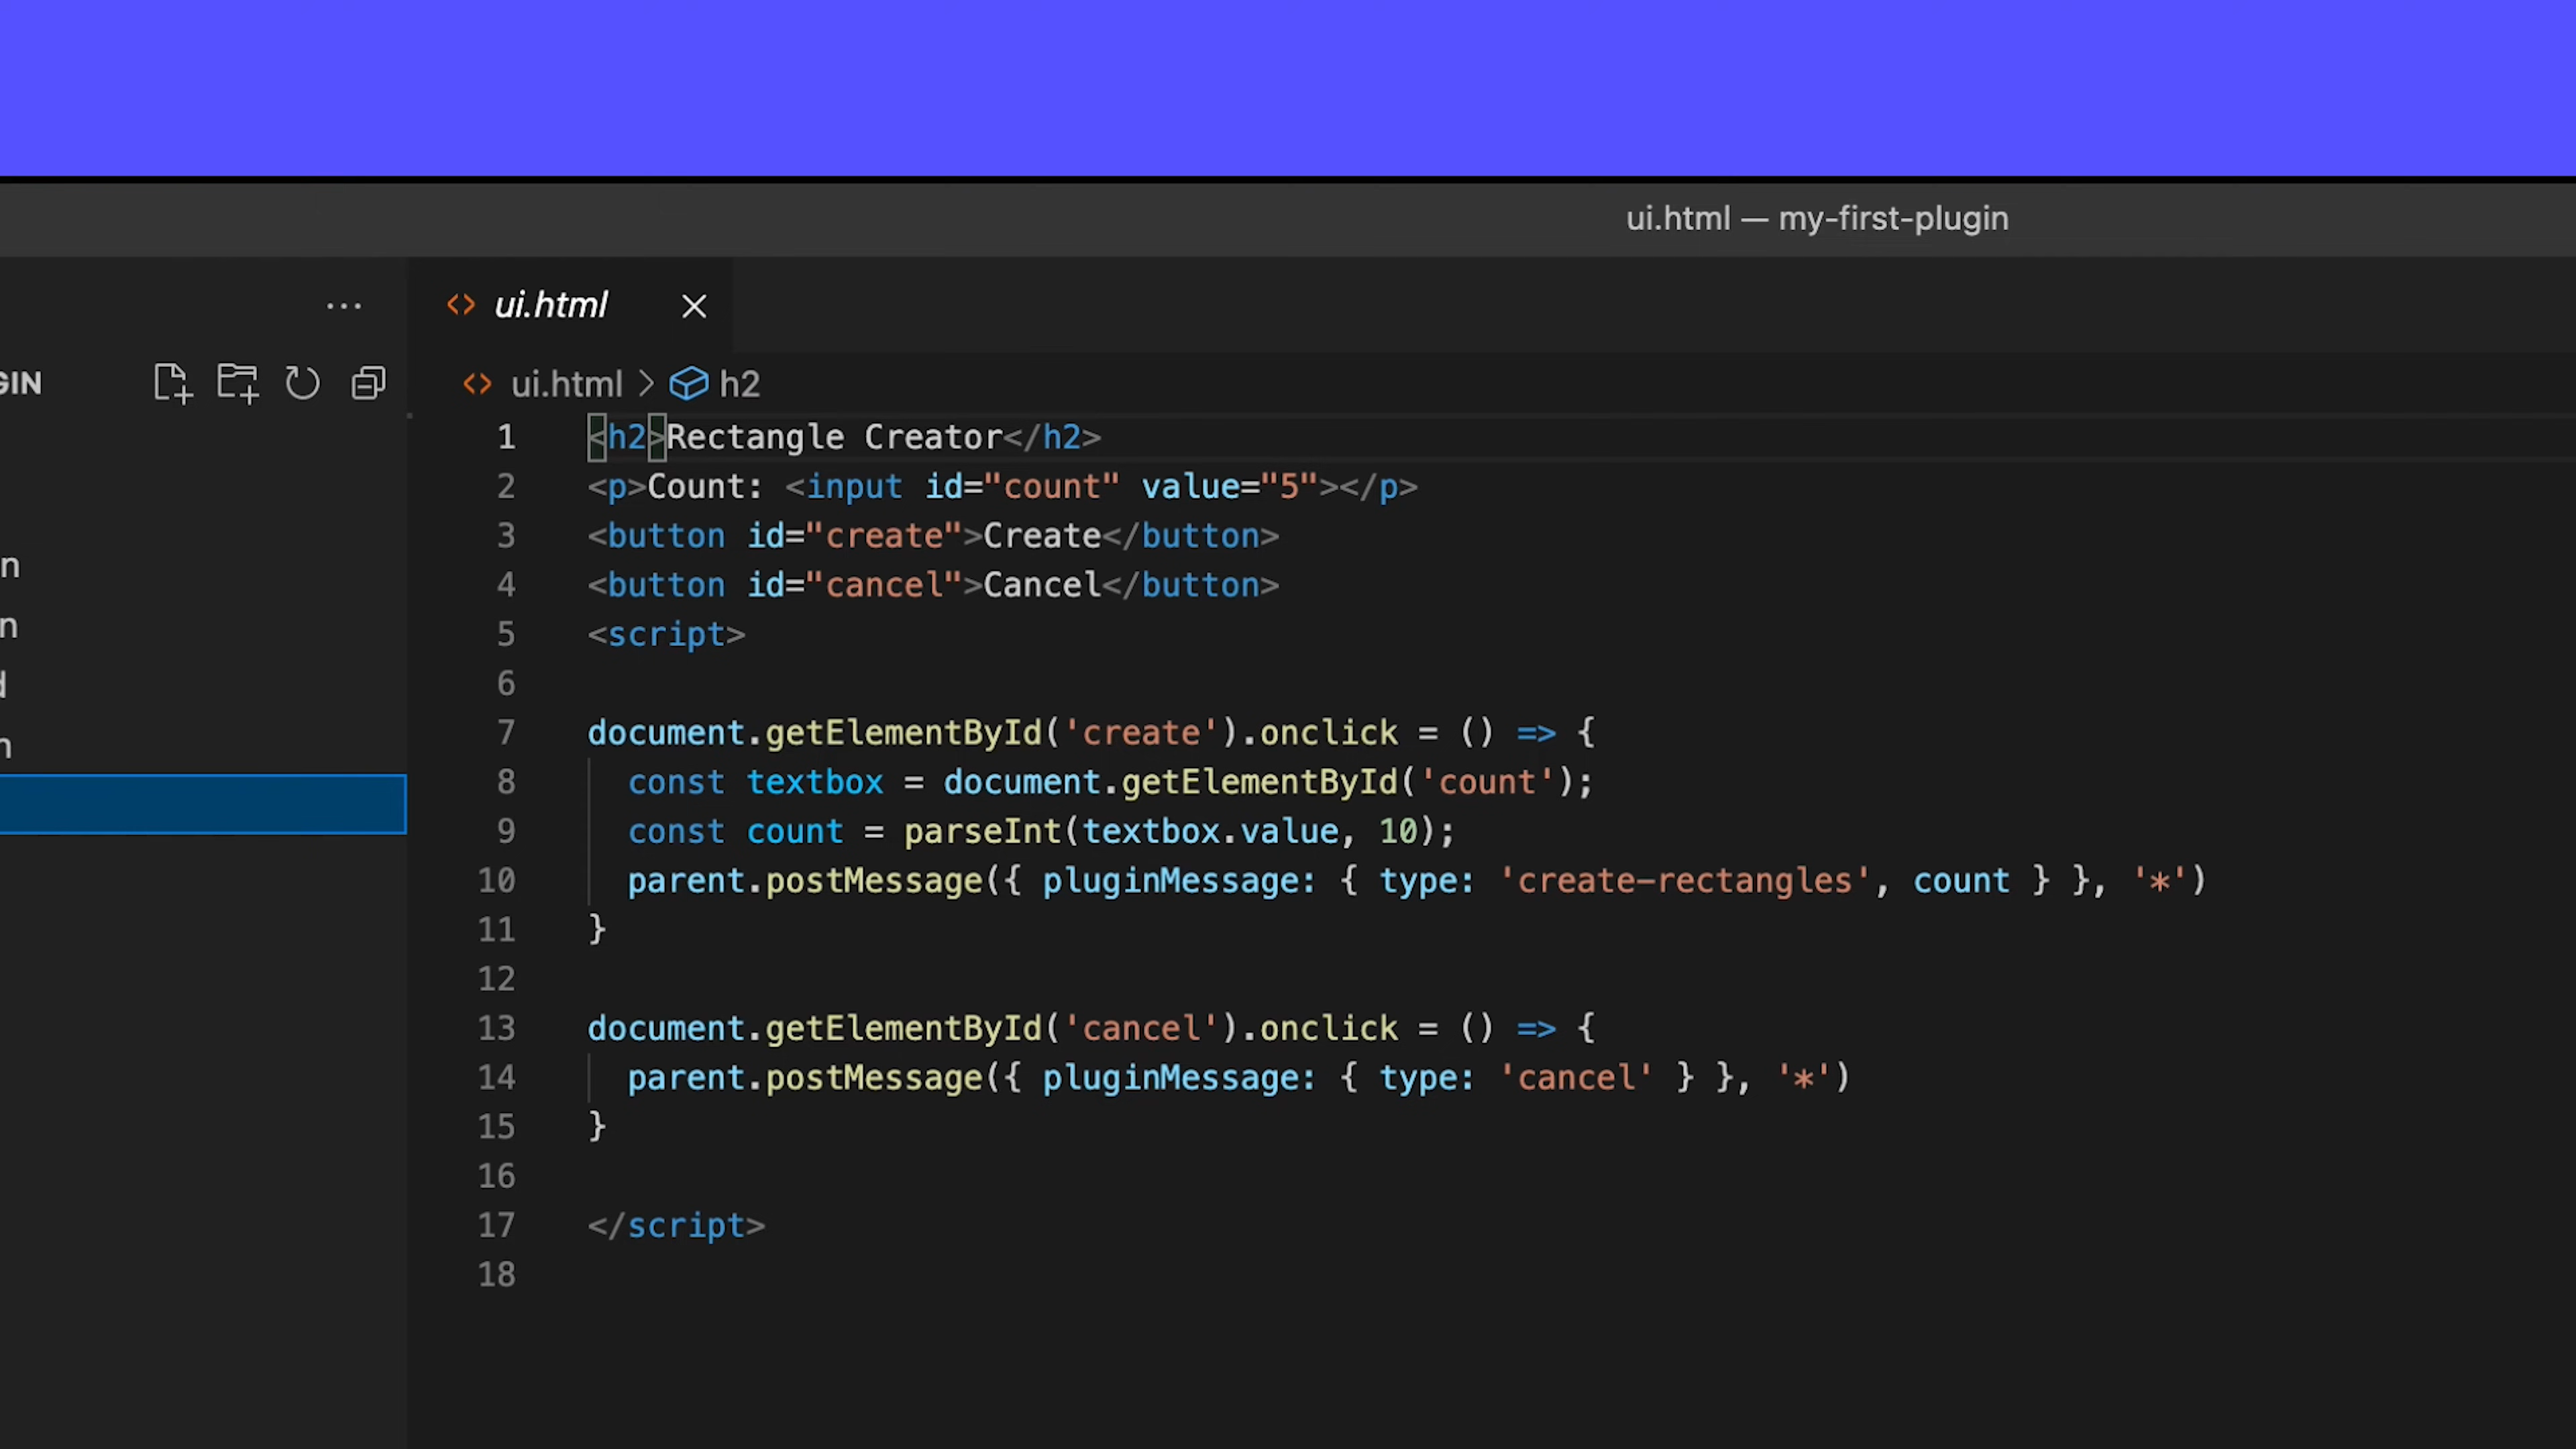 ui.html — my-first-plugin
ui.html
GIN
ui.html > h2
1 <h2>Rectangle Creator</h2>
2 <p>Count: <input id="count" value="5"></p>
3 <button id="create">Create</button>
4 <button id="cancel">Cancel</button>
5 <script>
6
7 document.getElementById('create').onclick = () => {
8   const textbox = document.getElementById('count');
9   const count = parseInt(textbox.value, 10);
10   parent.postMessage({ pluginMessage: { type: 'create-rectangles', count } }, '*')
11 }
12
13 document.getElementById('cancel').onclick = () => {
14   parent.postMessage({ pluginMessage: { type: 'cancel' } }, '*')
15 }
16
17 </script>
18